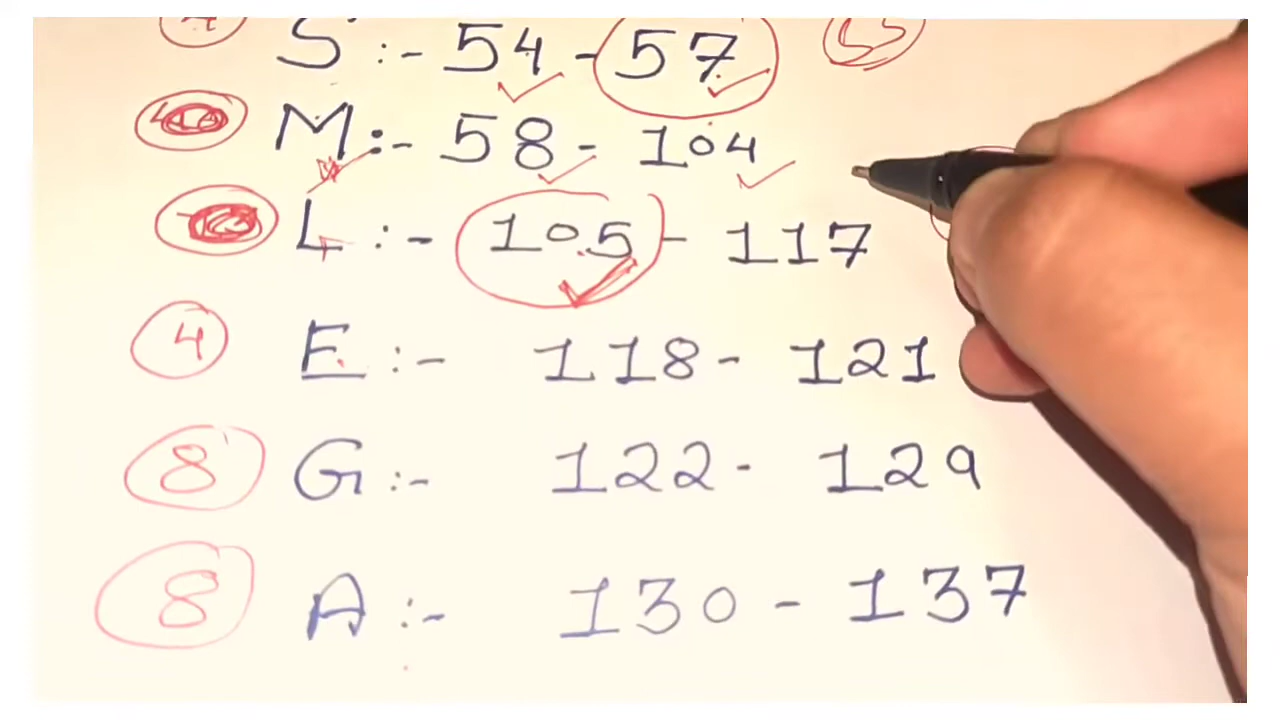 S :- 54 - 57
M :- 58 - 104
L :- 105 - 117
4 E :- 118 - 121
8 G :- 122 - 129
8 A :- 130 - 137